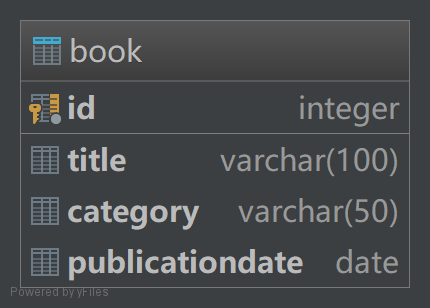 book
id integer
title varchar(100)
category varchar(50)
publicationdate date
Powered by yFiles